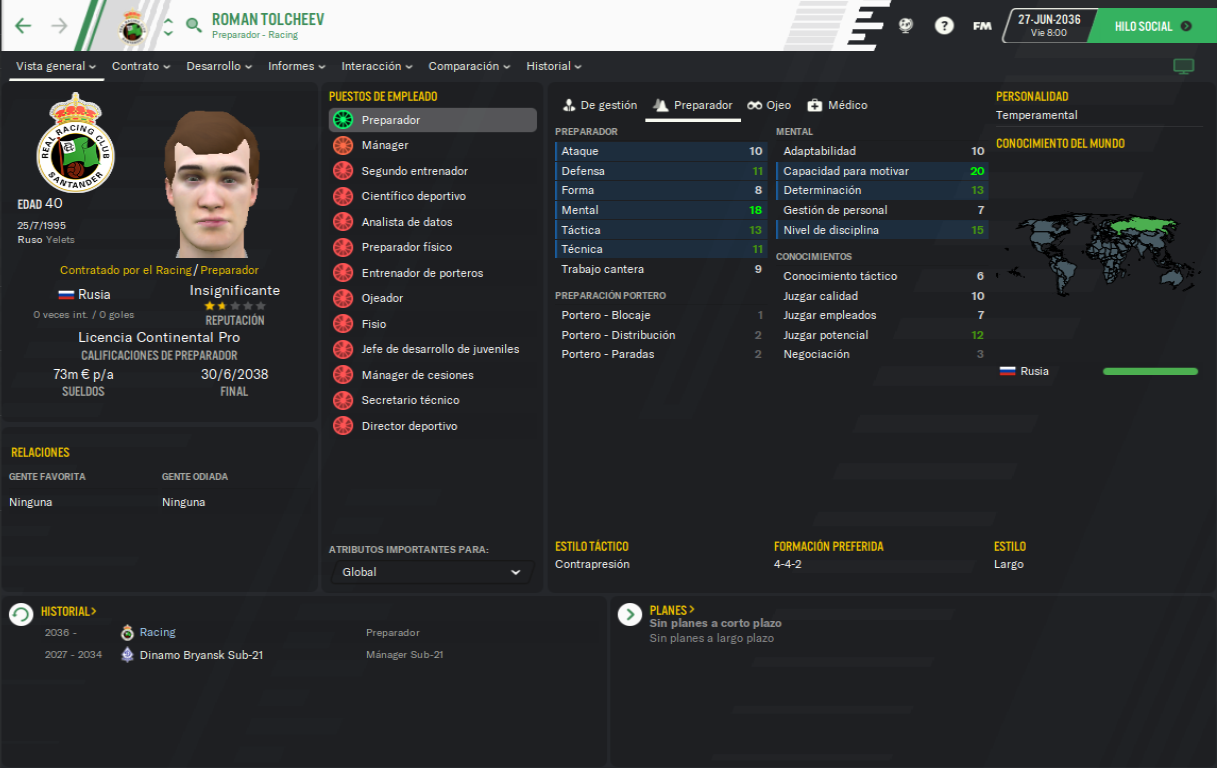 ROMAN TOLCHEEV
Preparador - Racing
?
FM
27-JUN-2036
Vie 8:00
HILO SOCIAL
Vista general
Contrato
Desarrollo
Informes
Interacción
Comparación
Historial
REAL RACING CLUB
SANTANDER
EDAD 40
25/7/1995
Ruso Yelets
Contratado por el Racing / Preparador
Rusia
0 veces int. / 0 goles
Insignificante
REPUTACIÓN
Licencia Continental Pro
CALIFICACIONES DE PREPARADOR
73m € p/a
SUELDOS
30/6/2038
FINAL
RELACIONES
GENTE FAVORITA
Ninguna
GENTE ODIADA
Ninguna
PUESTOS DE EMPLEADO
Preparador
Mánager
Segundo entrenador
Científico deportivo
Analista de datos
Preparador físico
Entrenador de porteros
Ojeador
Fisio
Jefe de desarrollo de juveniles
Mánager de cesiones
Secretario técnico
Director deportivo
ATRIBUTOS IMPORTANTES PARA:
Global
De gestión
Preparador
Ojeo
Médico
PREPARADOR
Ataque 10
Defensa 11
Forma 8
Mental 18
Táctica 13
Técnica 11
Trabajo cantera 9
PREPARACIÓN PORTERO
Portero - Blocaje 1
Portero - Distribución 2
Portero - Paradas 2
MENTAL
Adaptabilidad 10
Capacidad para motivar 20
Determinación 13
Gestión de personal 7
Nivel de disciplina 15
CONOCIMIENTOS
Conocimiento táctico 6
Juzgar calidad 10
Juzgar empleados 7
Juzgar potencial 12
Negociación 3
PERSONALIDAD
Temperamental
CONOCIMIENTO DEL MUNDO
Rusia
ESTILO TÁCTICO
Contrapresión
FORMACIÓN PREFERIDA
4-4-2
ESTILO
Largo
HISTORIAL >
2036 - Racing Preparador
2027 - 2034 Dinamo Bryansk Sub-21 Mánager Sub-21
PLANES >
Sin planes a corto plazo
Sin planes a largo plazo